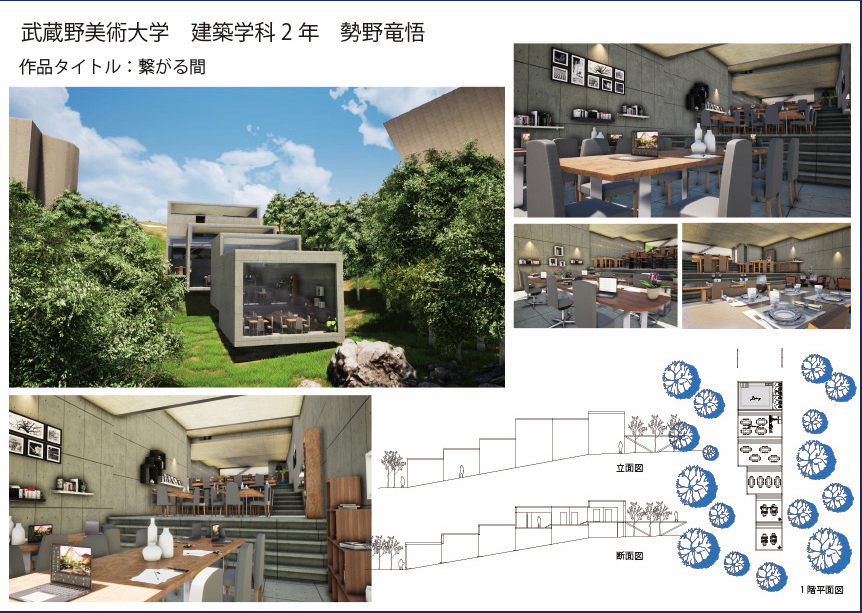 武蔵野美術大学　建築学科２年　勢野竜悟
作品タイトル：繋がる間
立面図
断面図
１階平面図